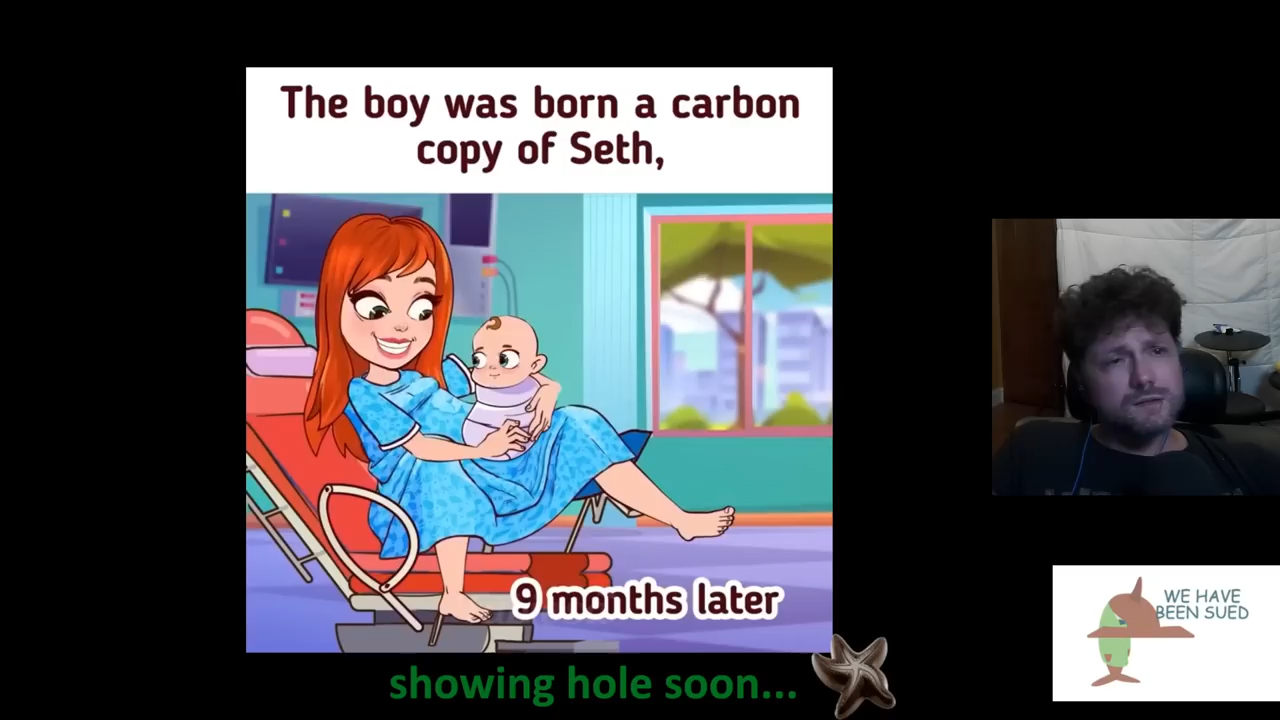 The boy was born a carbon
copy of Seth,
9 months later
showing hole soon...
WE HAVE
BEEN SUED